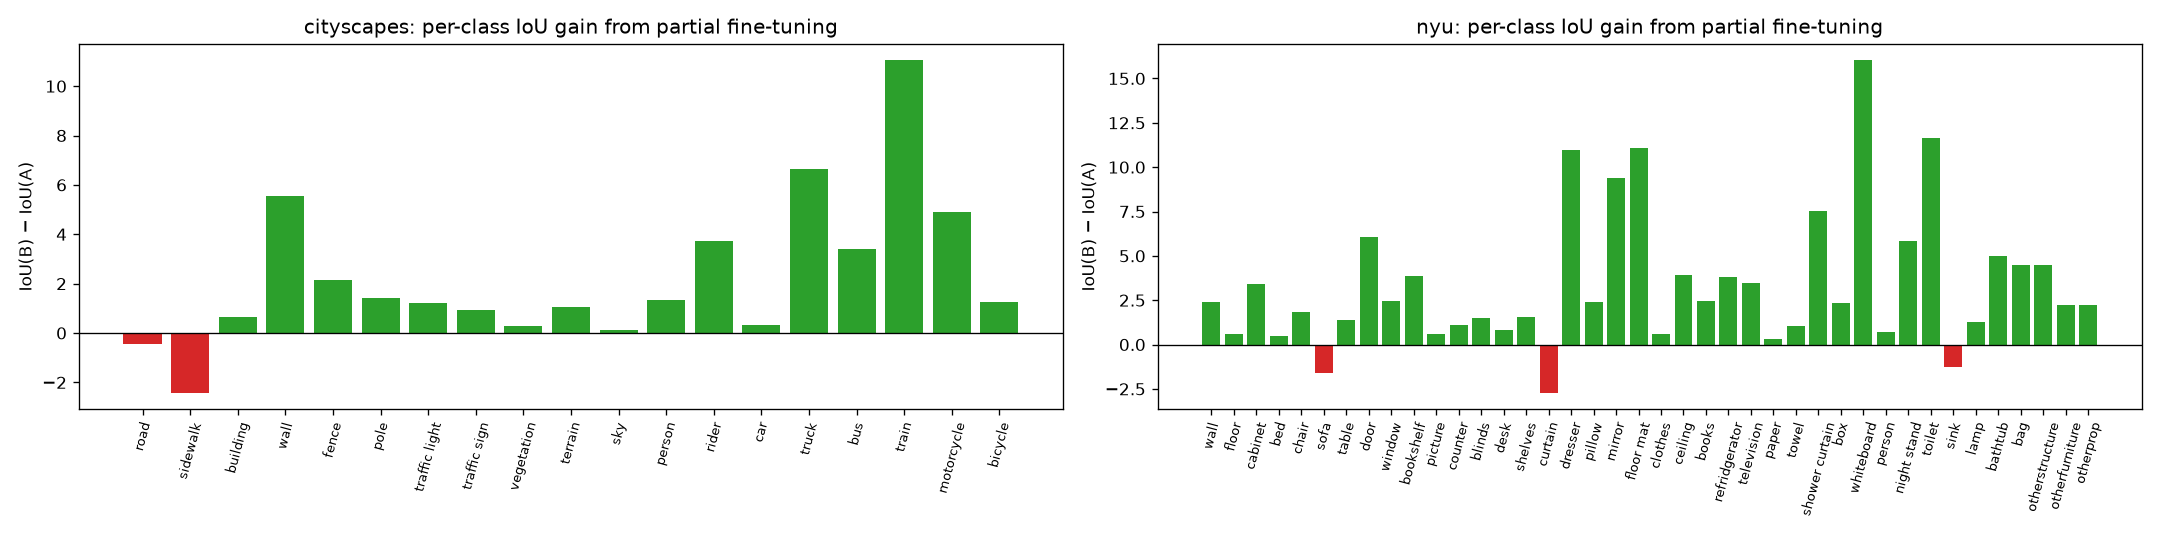 cityscapes: per-class IoU gain from partial fine-tuning
IoU(B) − IoU(A)
10
8
6
4
2
0
−2
road
sidewalk
building
wall
fence
pole
traffic light
traffic sign
vegetation
terrain
sky
person
rider
car
truck
bus
train
motorcycle
bicycle
nyu: per-class IoU gain from partial fine-tuning
IoU(B) − IoU(A)
15.0
12.5
10.0
7.5
5.0
2.5
0.0
−2.5
wall
floor
cabinet
bed
chair
sofa
table
door
window
bookshelf
picture
counter
blinds
desk
shelves
curtain
dresser
pillow
mirror
floor mat
clothes
ceiling
books
refridgerator
television
paper
towel
shower curtain
box
whiteboard
person
night stand
toilet
sink
lamp
bathtub
bag
otherstructure
otherfurniture
otherprop